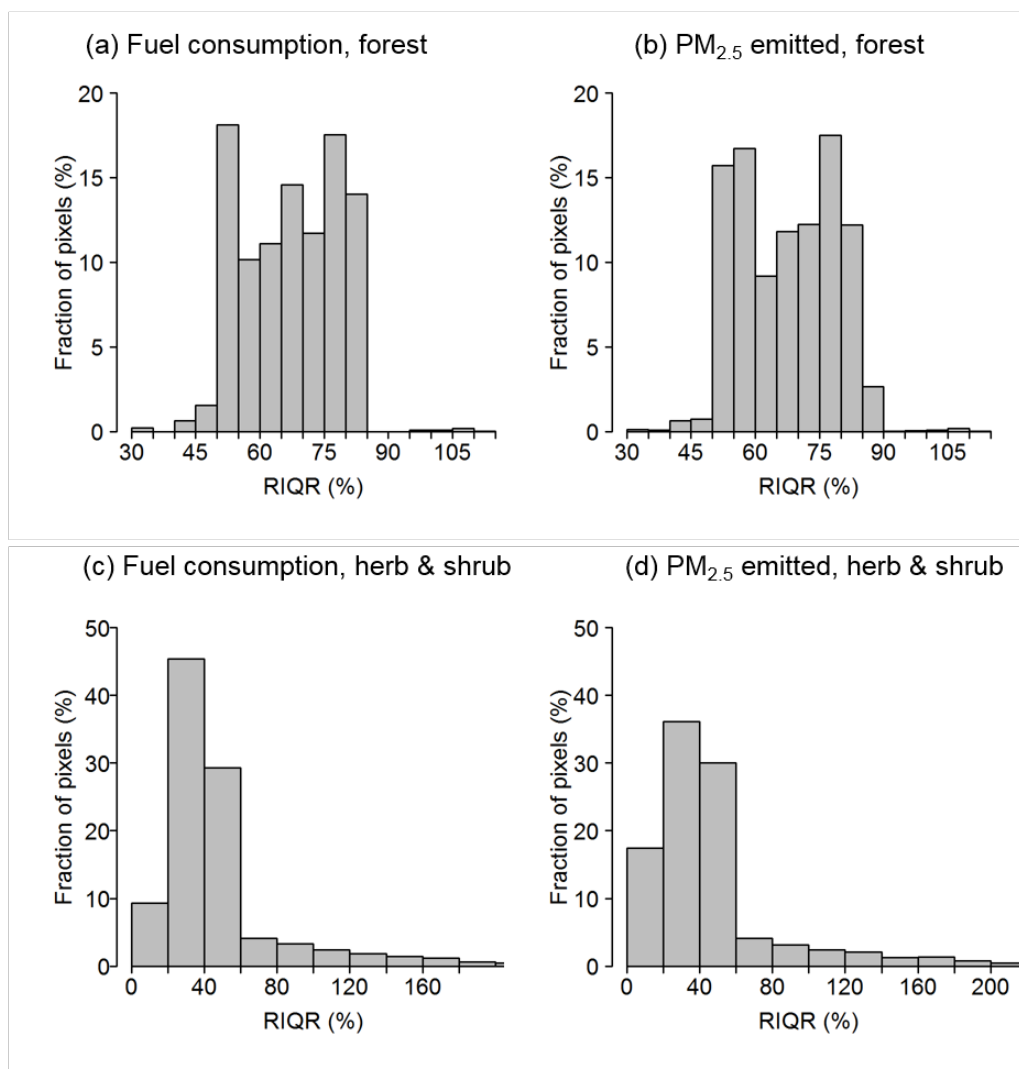 (a) Fuel consumption, forest
Fraction of pixels (%)
20
15
10
5
0
30 45 60 75 90 105
RIQR (%)
(b) PM2.5 emitted, forest
Fraction of pixels (%)
20
15
10
5
0
30 45 60 75 90 105
RIQR (%)
(c) Fuel consumption, herb & shrub
Fraction of pixels (%)
50
40
30
20
10
0
0 40 80 120 160
RIQR (%)
(d) PM2.5 emitted, herb & shrub
Fraction of pixels (%)
50
40
30
20
10
0
0 40 80 120 160 200
RIQR (%)